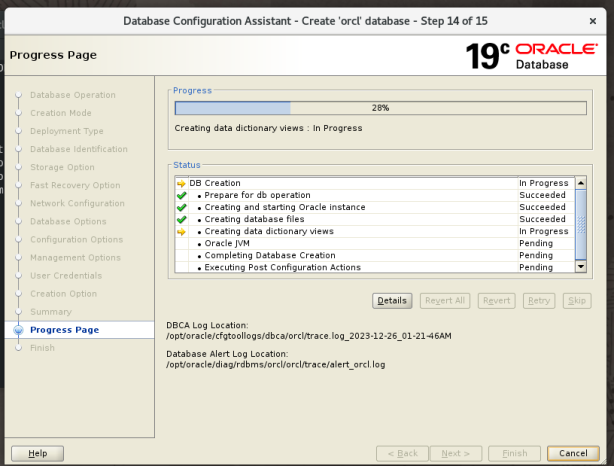 Database Configuration Assistant - Create 'orcl' database - Step 14 of 15
×
Progress Page
19c ORACLE
Database
Database Operation
Creation Mode
Deployment Type
Database Identification
Storage Option
Fast Recovery Option
Network Configuration
Database Options
Configuration Options
Management Options
User Credentials
Creation Option
Summary
Progress Page
Finish
Progress
28%
Creating data dictionary views : In Progress
Status
DB Creation In Progress
• Prepare for db operation Succeeded
• Creating and starting Oracle instance Succeeded
• Creating database files Succeeded
• Creating data dictionary views In Progress
• Oracle JVM Pending
• Completing Database Creation Pending
• Executing Post Configuration Actions Pending
Details Revert All Revert Retry Skip
DBCA Log Location:
/opt/oracle/cfgtoollogs/dbca/orcl/trace.log_2023-12-26_01-21-46AM
Database Alert Log Location:
/opt/oracle/diag/rdbms/orcl/orcl/trace/alert_orcl.log
Help < Back Next > Finish Cancel